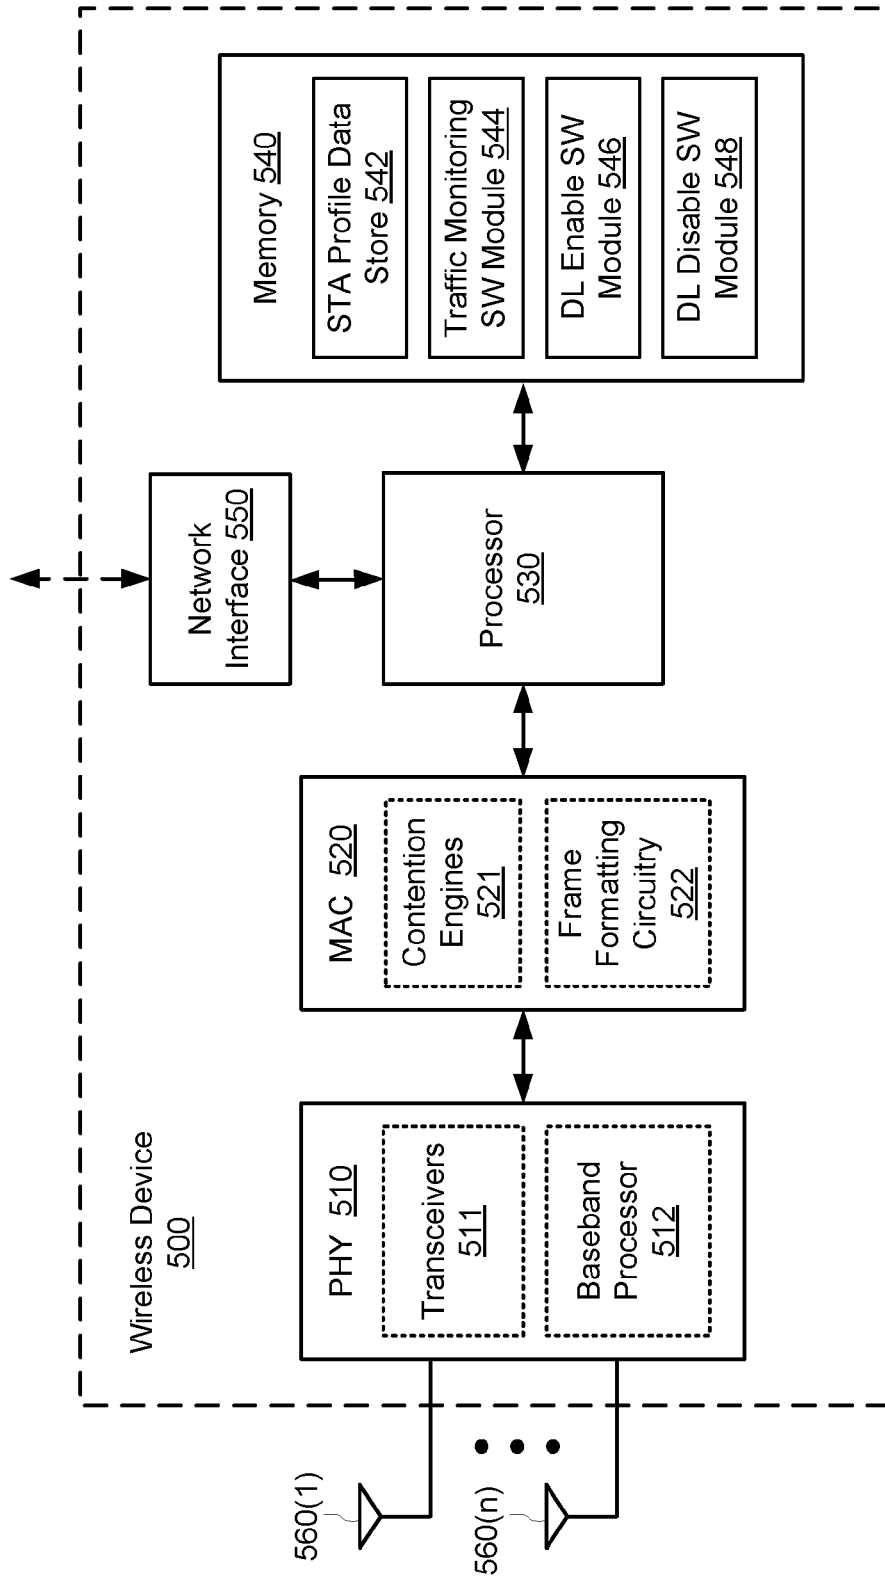 Wireless Device
500
560(1)
560(n)
PHY 510
Transceivers
511
Baseband
Processor
512
MAC 520
Contention
Engines
521
Frame
Formatting
Circuitry
522
Network
Interface 550
Processor
530
Memory 540
STA Profile Data
Store 542
Traffic Monitoring
SW Module 544
DL Enable SW
Module 546
DL Disable SW
Module 548